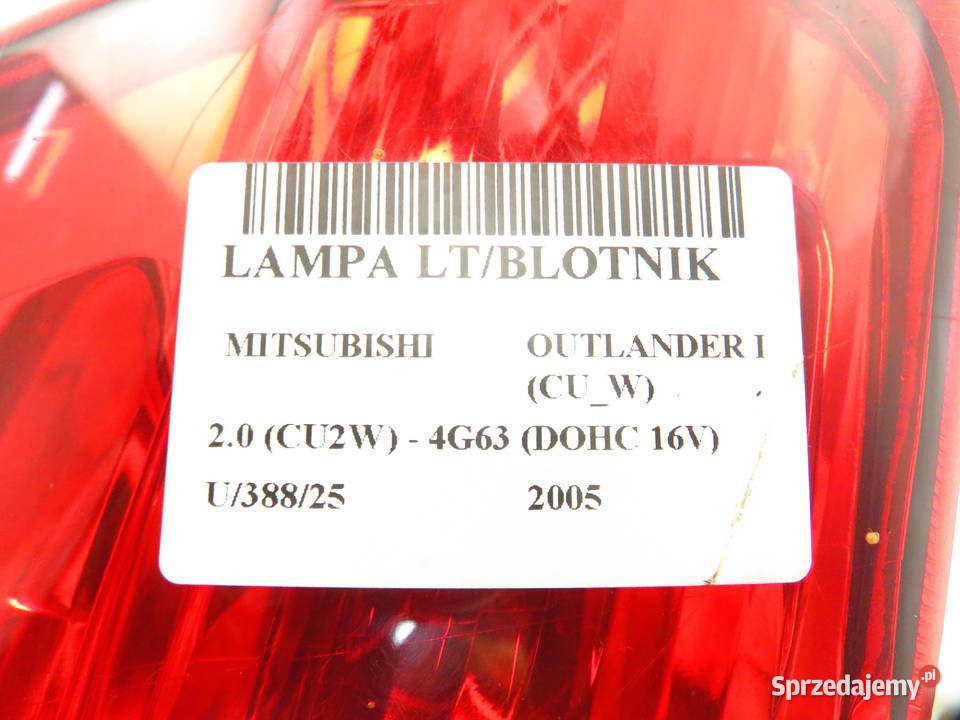 LAMPA LT/BLOTNIK
MITSUBISHI OUTLANDER I
(CU_W)
2.0 (CU2W) - 4G63 (DOHC 16V)
U/388/25 2005
Sprzedajemy.pl